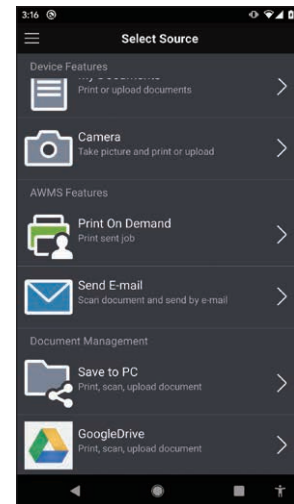 3:16
Select Source
Device Features
My Documents
Print or upload documents
Camera
Take picture and print or upload
AWMS Features
Print On Demand
Print sent job
Send E-mail
Scan document and send by e-mail
Document Management
Save to PC
Print, scan, upload document
GoogleDrive
Print, scan, upload document